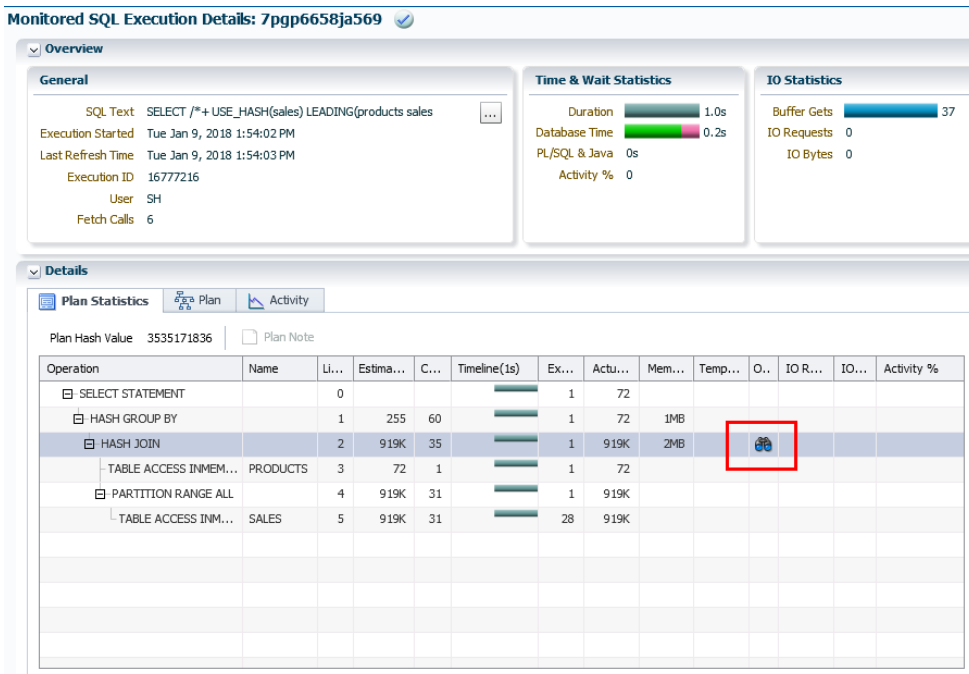 Monitored SQL Execution Details: 7pgp6658ja569
Overview
General
SQL Text SELECT /*+ USE_HASH(sales) LEADING(products sales ...
Execution Started Tue Jan 9, 2018 1:54:02 PM
Last Refresh Time Tue Jan 9, 2018 1:54:03 PM
Execution ID 16777216
User SH
Fetch Calls 6
Time & Wait Statistics
Duration 1.0s
Database Time 0.2s
PL/SQL & Java 0s
Activity % 0
IO Statistics
Buffer Gets 37
IO Requests 0
IO Bytes 0
Details
Plan Statistics Plan Activity
Plan Hash Value 3535171836 Plan Note
Operation Name Li... Estima... C... Timeline(1s) Ex... Actu... Mem... Temp... O.. IO R... IO... Activity %
SELECT STATEMENT 0 1 72
HASH GROUP BY 1 255 60 1 72 1MB
HASH JOIN 2 919K 35 1 919K 2MB
TABLE ACCESS INMEM... PRODUCTS 3 72 1 1 72
PARTITION RANGE ALL 4 919K 31 1 919K
TABLE ACCESS INM... SALES 5 919K 31 28 919K